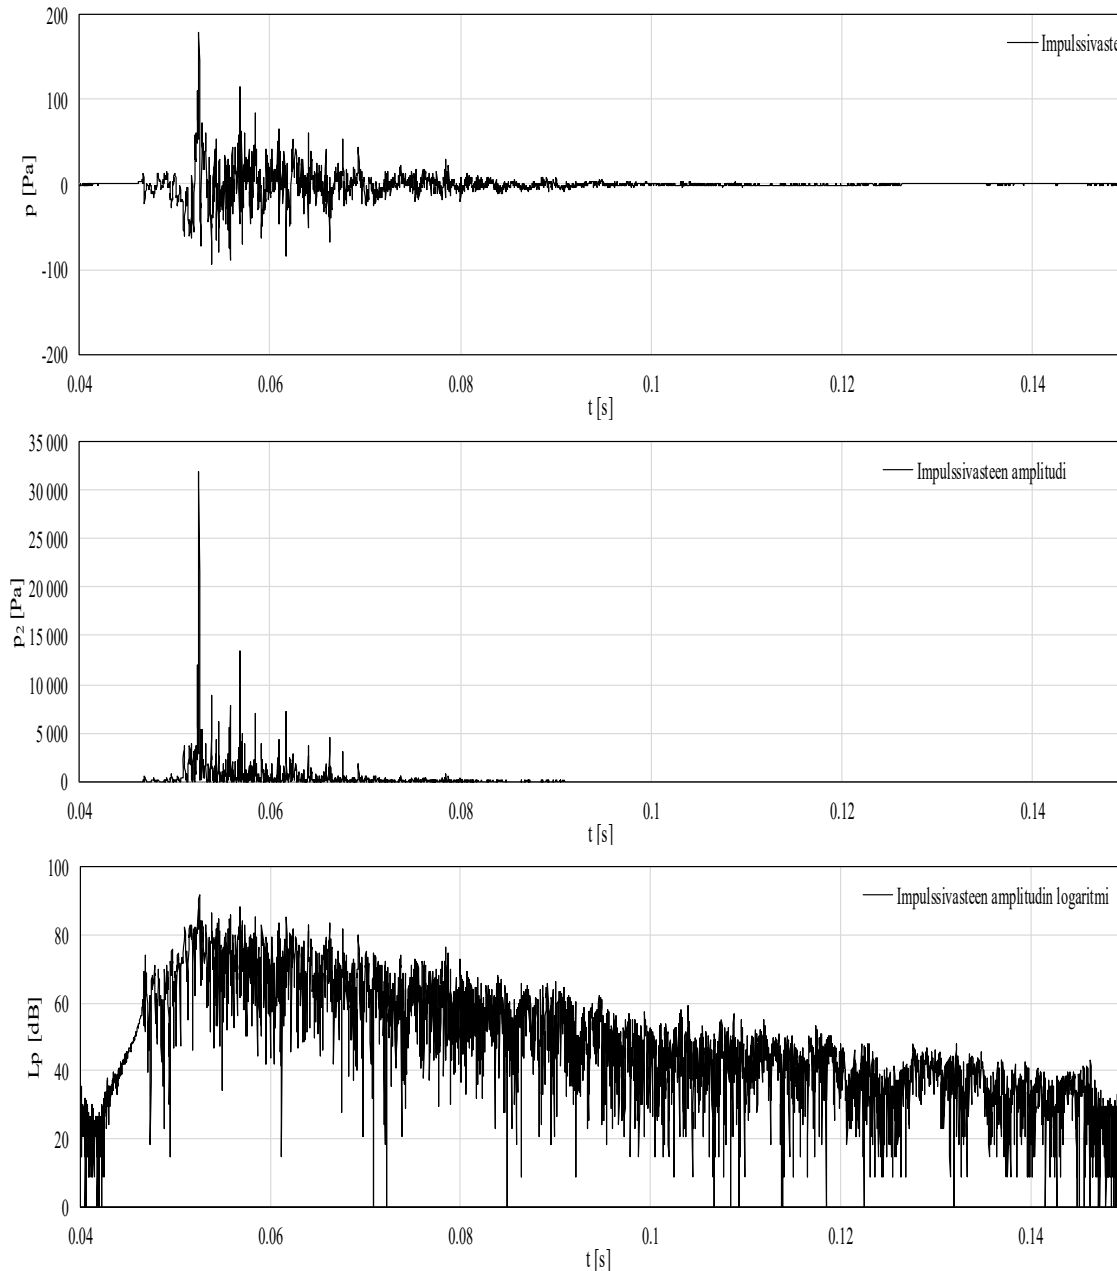 200
100
0
-100
-200
p [Pa]
Impulssivaste
0.04 0.06 0.08 0.1 0.12 0.14
t [s]
35 000
30 000
25 000
20 000
15 000
10 000
5 000
0
p₂ [Pa]
Impulssivasteen amplitudi
0.04 0.06 0.08 0.1 0.12 0.14
t [s]
100
80
60
40
20
0
Lp [dB]
Impulssivasteen amplitudin logaritmi
0.04 0.06 0.08 0.1 0.12 0.14
t [s]